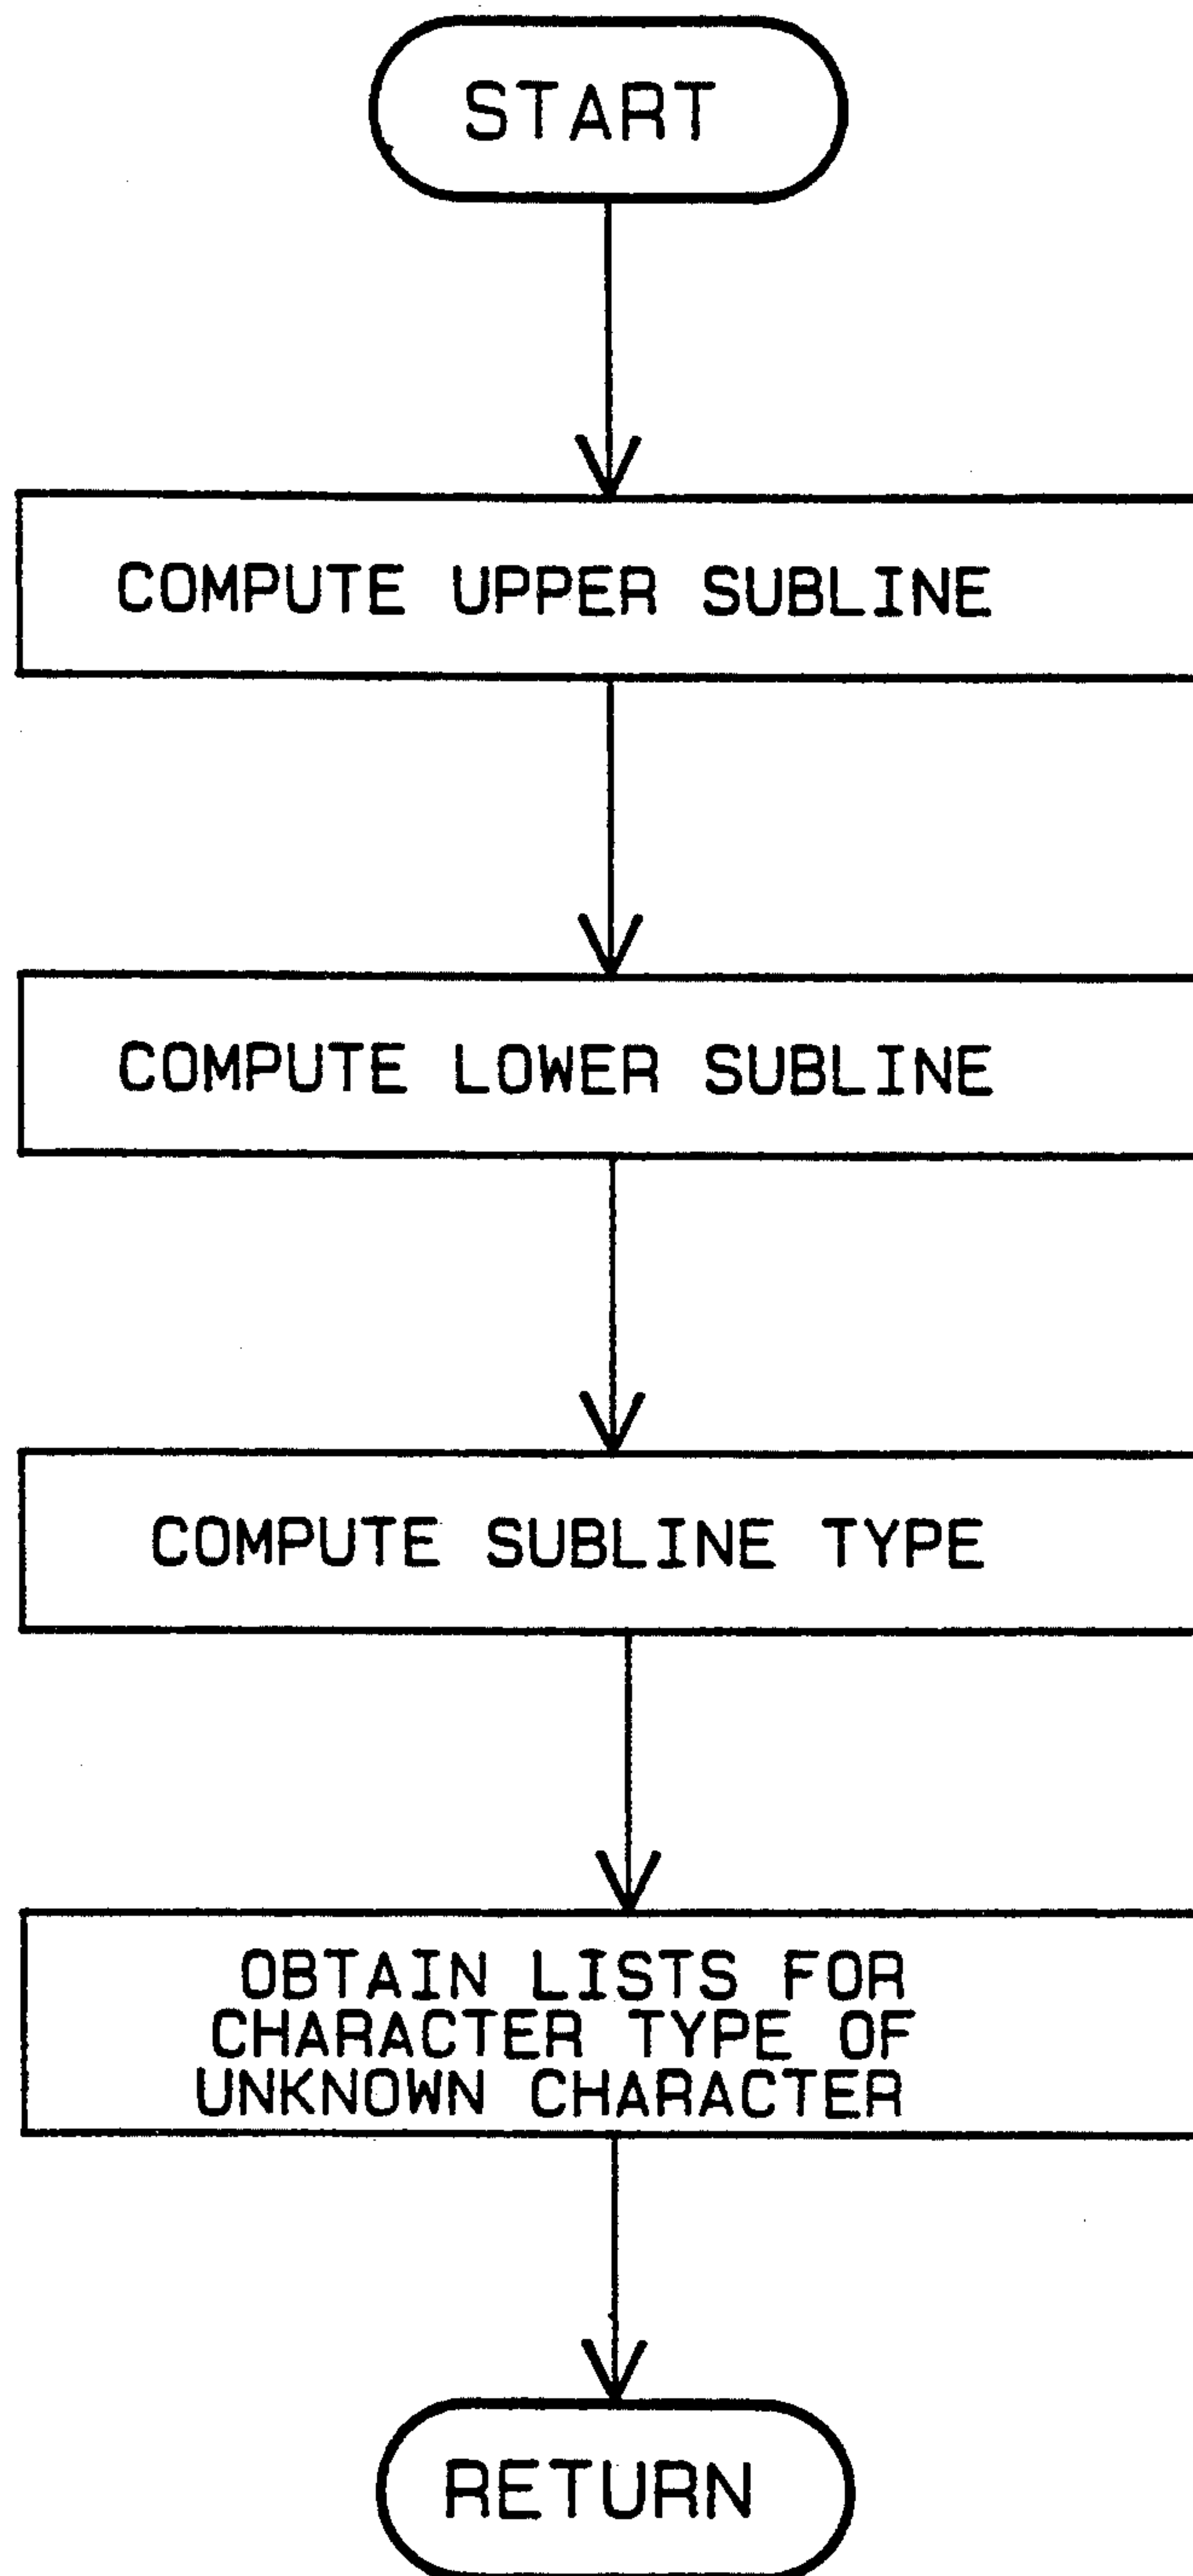 START
COMPUTE UPPER SUBLINE
COMPUTE LOWER SUBLINE
COMPUTE SUBLINE TYPE
OBTAIN LISTS FOR
CHARACTER TYPE OF
UNKNOWN CHARACTER
RETURN